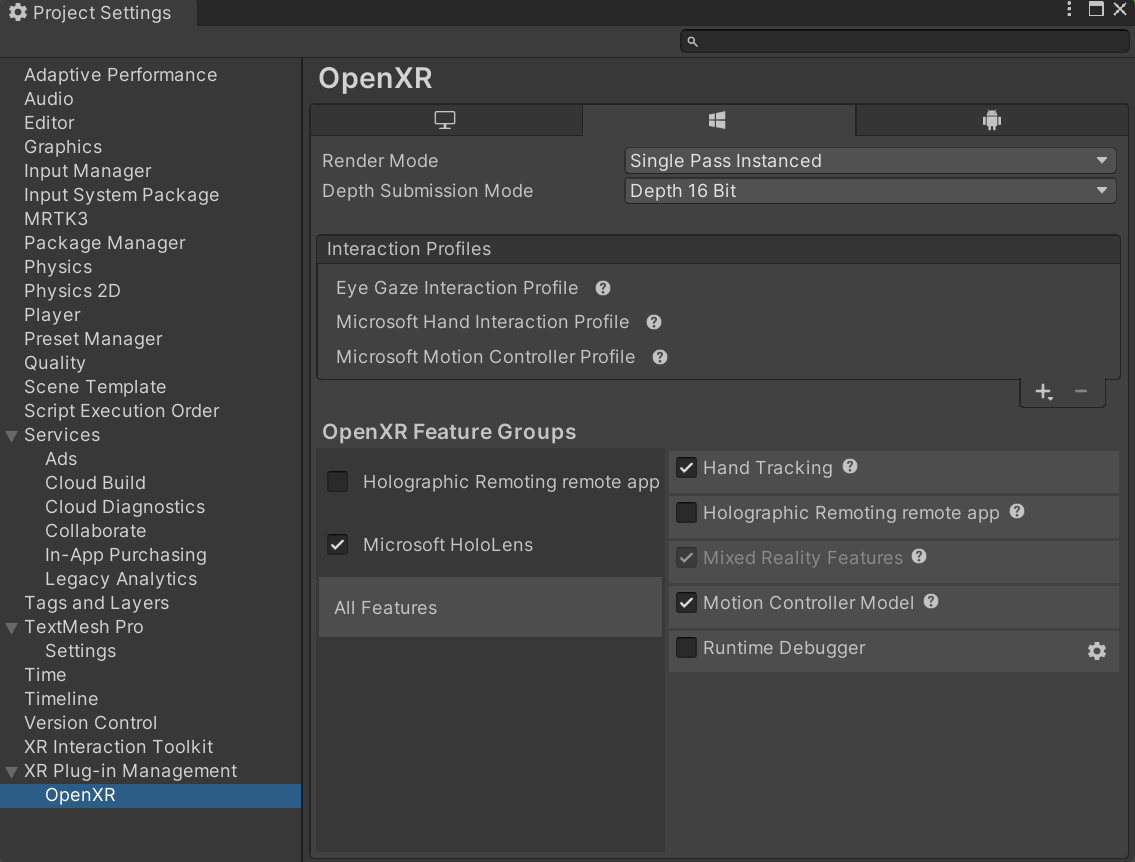 Project Settings
Adaptive Performance
Audio
Editor
Graphics
Input Manager
Input System Package
MRTK3
Package Manager
Physics
Physics 2D
Player
Preset Manager
Quality
Scene Template
Script Execution Order
Services
Ads
Cloud Build
Cloud Diagnostics
Collaborate
In-App Purchasing
Legacy Analytics
Tags and Layers
TextMesh Pro
Settings
Time
Timeline
Version Control
XR Interaction Toolkit
XR Plug-in Management
OpenXR
OpenXR
Render Mode Single Pass Instanced
Depth Submission Mode Depth 16 Bit
Interaction Profiles
Eye Gaze Interaction Profile
Microsoft Hand Interaction Profile
Microsoft Motion Controller Profile
OpenXR Feature Groups
Holographic Remoting remote app
Microsoft HoloLens
All Features
Hand Tracking
Holographic Remoting remote app
Mixed Reality Features
Motion Controller Model
Runtime Debugger